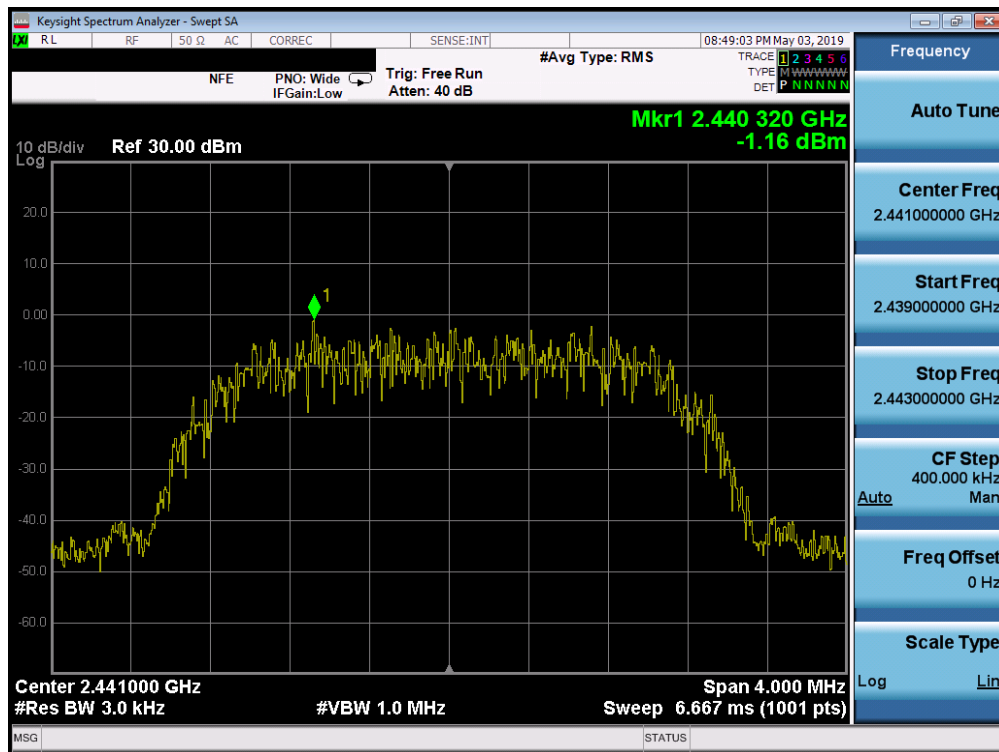 Keysight Spectrum Analyzer - Swept SA
LXI RL RF 50 Ω AC CORREC SENSE:INT 08:49:03 PM May 03, 2019
#Avg Type: RMS
TRACE 1 2 3 4 5 6
NFE PNO: Wide Trig: Free Run
TYPE M WWWWW
IFGain:Low Atten: 40 dB
DET P N N N N N
Mkr1 2.440 320 GHz
-1.16 dBm
10 dB/div Ref 30.00 dBm
Log
20.0
10.0
0.00
-10.0
-20.0
-30.0
-40.0
-50.0
-60.0
1
Center 2.441000 GHz Span 4.000 MHz
#Res BW 3.0 kHz #VBW 1.0 MHz Sweep 6.667 ms (1001 pts)
MSG STATUS
Frequency
Auto Tune
Center Freq
2.441000000 GHz
Start Freq
2.439000000 GHz
Stop Freq
2.443000000 GHz
CF Step
400.000 kHz
Auto Man
Freq Offset
0 Hz
Scale Type
Log Lin